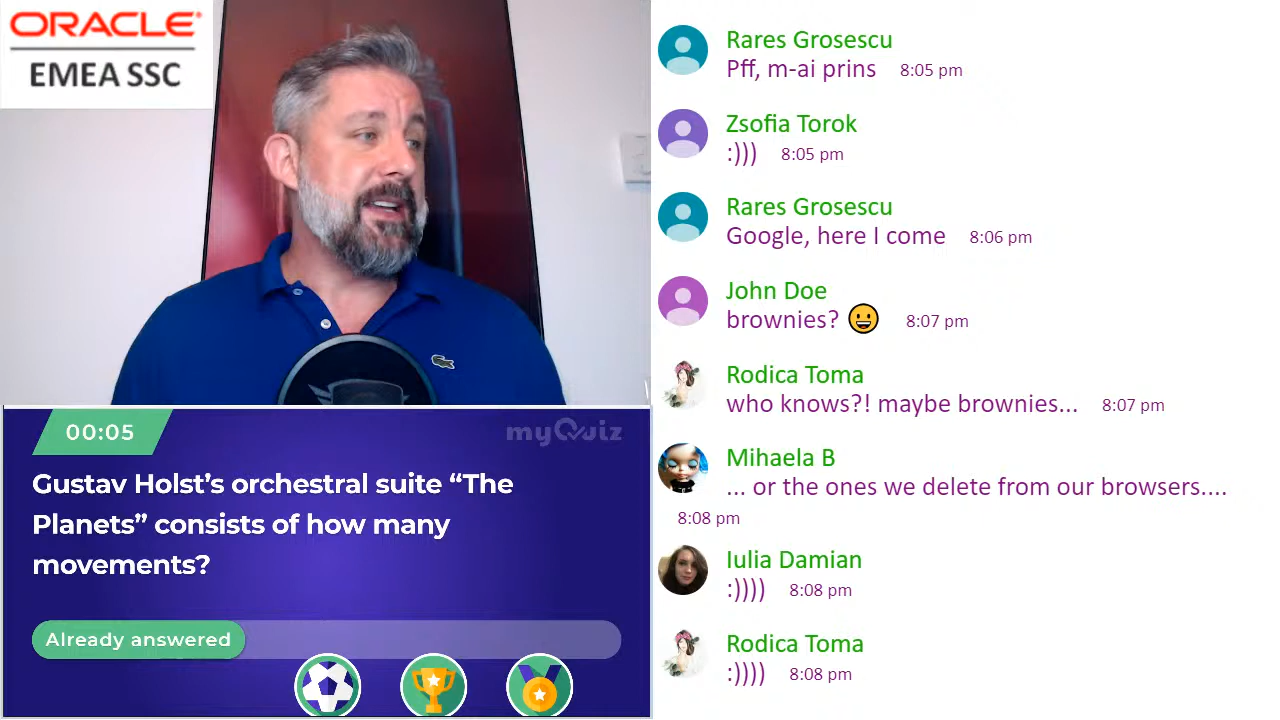 ORACLE
EMEA SSC
00:05
myQuiz
Gustav Holst’s orchestral suite “The
Planets” consists of how many
movements?
Already answered
Rares Grosescu
Pff, m-ai prins 8:05 pm
Zsofia Torok
:))) 8:05 pm
Rares Grosescu
Google, here I come 8:06 pm
John Doe
brownies? 😀 8:07 pm
Rodica Toma
who knows?! maybe brownies... 8:07 pm
Mihaela B
... or the ones we delete from our browsers....
8:08 pm
Iulia Damian
:)))) 8:08 pm
Rodica Toma
:)))) 8:08 pm